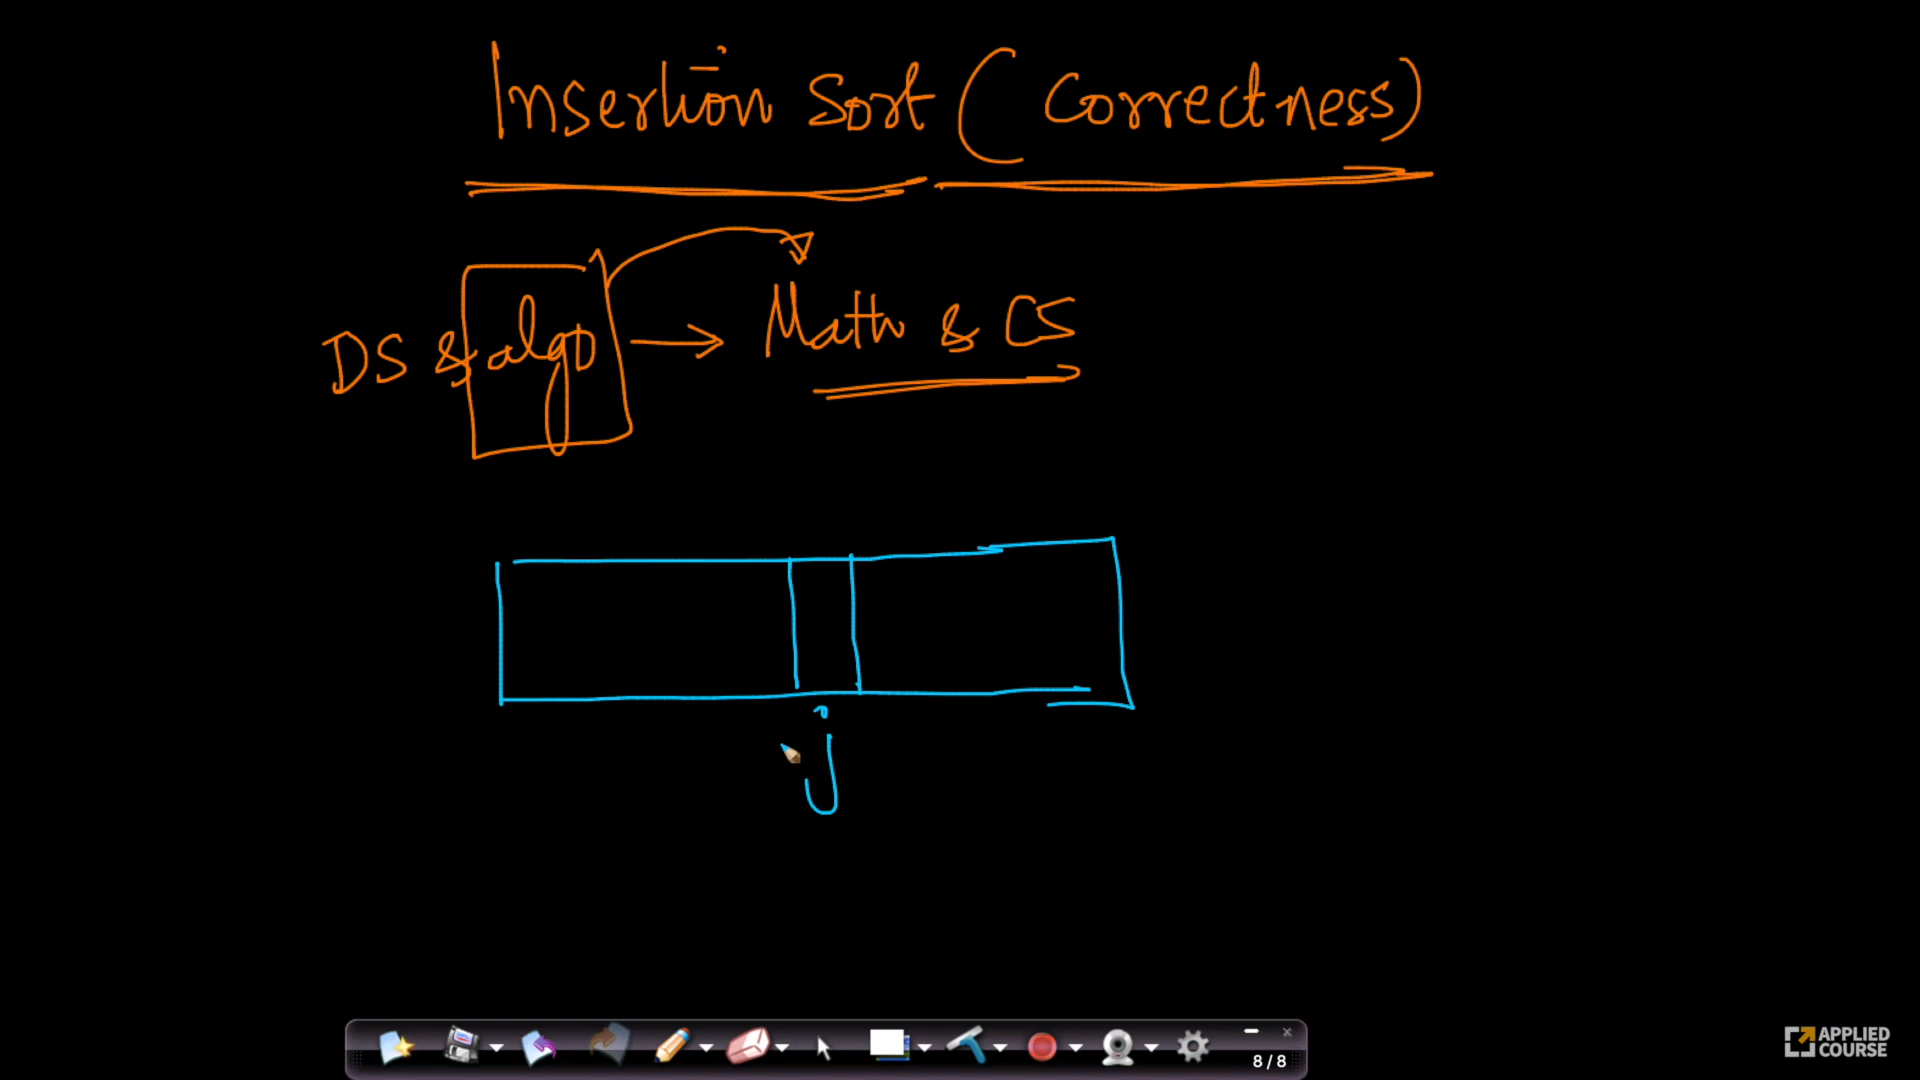 Insertion Sort (Correctness)
DS & algo → Math & CS
j
8/8
APPLIED
COURSE